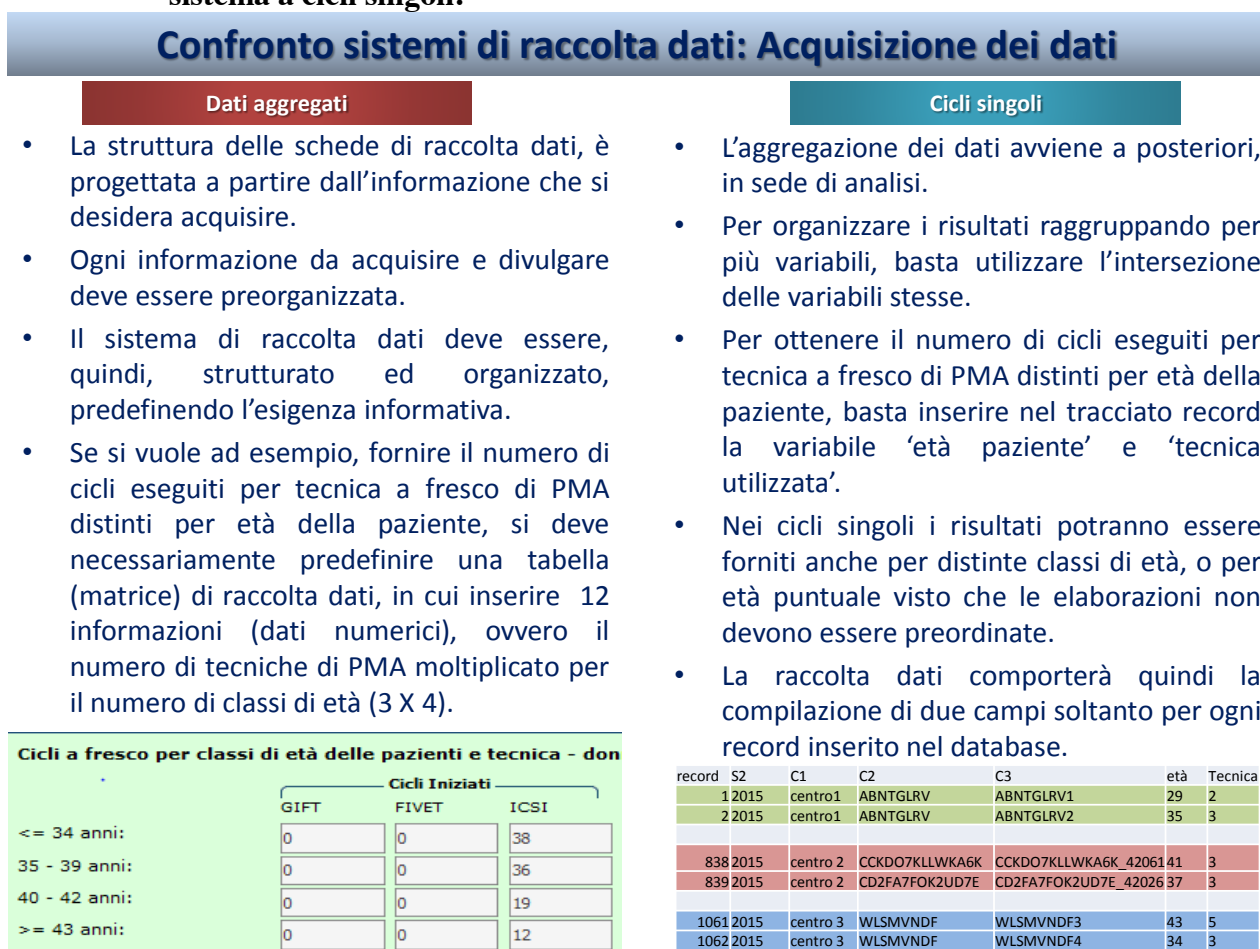 sistema a cicli singoli:
Confronto sistemi di raccolta dati: Acquisizione dei dati
Dati aggregati
• La struttura delle schede di raccolta dati, è
progettata a partire dall’informazione che si
desidera acquisire.
• Ogni informazione da acquisire e divulgare
deve essere preorganizzata.
• Il sistema di raccolta dati deve essere,
quindi, strutturato ed organizzato,
predefinendo l’esigenza informativa.
• Se si vuole ad esempio, fornire il numero di
cicli eseguiti per tecnica a fresco di PMA
distinti per età della paziente, si deve
necessariamente predefinire una tabella
(matrice) di raccolta dati, in cui inserire 12
informazioni (dati numerici), ovvero il
numero di tecniche di PMA moltiplicato per
il numero di classi di età (3 X 4).
Cicli a fresco per classi di età delle pazienti e tecnica - don
Cicli Iniziati
GIFT FIVET ICSI
<= 34 anni: 0 0 38
35 - 39 anni: 0 0 36
40 - 42 anni: 0 0 19
>= 43 anni: 0 0 12
Cicli singoli
• L’aggregazione dei dati avviene a posteriori,
in sede di analisi.
• Per organizzare i risultati raggruppando per
più variabili, basta utilizzare l’intersezione
delle variabili stesse.
• Per ottenere il numero di cicli eseguiti per
tecnica a fresco di PMA distinti per età della
paziente, basta inserire nel tracciato record
la variabile ‘età paziente’ e ‘tecnica
utilizzata’.
• Nei cicli singoli i risultati potranno essere
forniti anche per distinte classi di età, o per
età puntuale visto che le elaborazioni non
devono essere preordinate.
• La raccolta dati comporterà quindi la
compilazione di due campi soltanto per ogni
record inserito nel database.
record S2 C1 C2 C3 età Tecnica
1 2015 centro1 ABNTGLRV ABNTGLRV1 29 2
2 2015 centro1 ABNTGLRV ABNTGLRV2 35 3
838 2015 centro 2 CCKDO7KLLWKA6K CCKDO7KLLWKA6K_42061 41 3
839 2015 centro 2 CD2FA7FOK2UD7E CD2FA7FOK2UD7E_42026 37 3
1061 2015 centro 3 WLSMVNDF WLSMVNDF3 43 5
1062 2015 centro 3 WLSMVNDF WLSMVNDF4 34 3